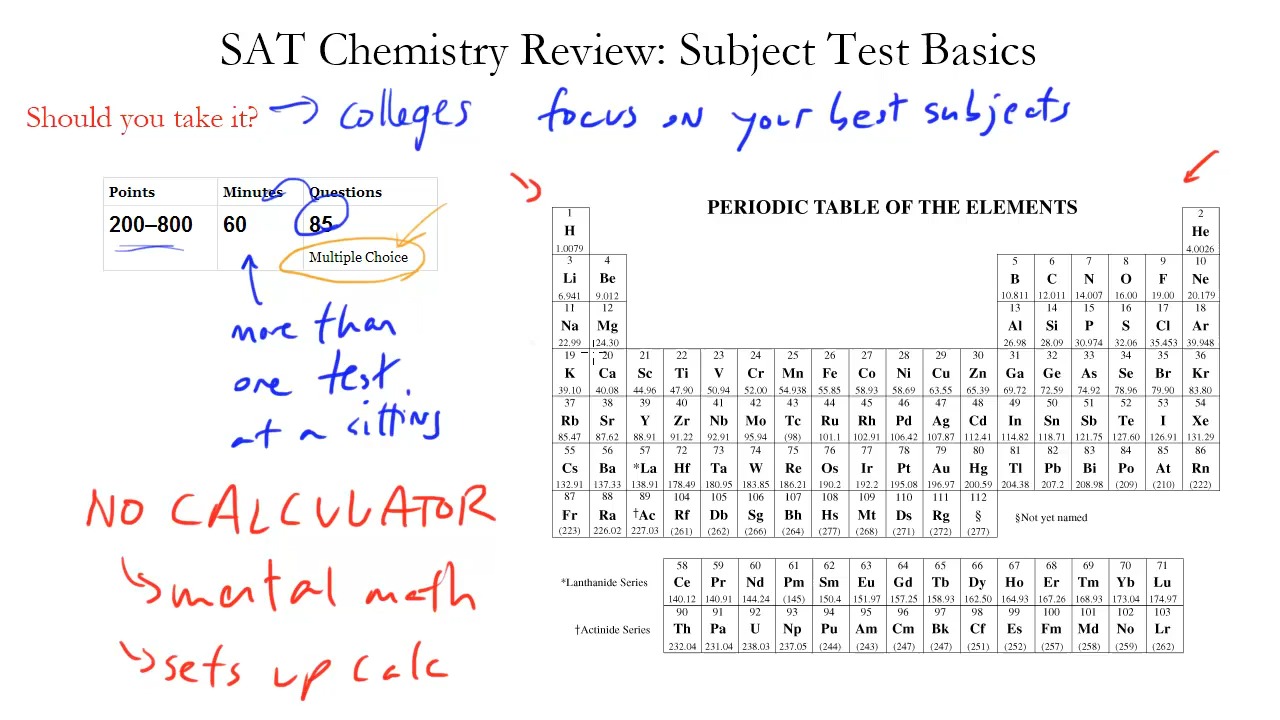 SAT Chemistry Review: Subject Test Basics
Should you take it? → colleges focus on your best subjects
Points Minutes Questions
200–800 60 85
Multiple Choice
more than
one test
at a sitting
NO CALCULATOR
mental math
sets up calc
PERIODIC TABLE OF THE ELEMENTS
1 2
H He
1.0079 4.0026
3 4 5 6 7 8 9 10
Li Be B C N O F Ne
6.941 9.012 10.811 12.011 14.007 16.00 19.00 20.179
11 12 13 14 15 16 17 18
Na Mg Al Si P S Cl Ar
22.99 24.30 26.98 28.09 30.974 32.06 35.453 39.948
19 20 21 22 23 24 25 26 27 28 29 30 31 32 33 34 35 36
K Ca Sc Ti V Cr Mn Fe Co Ni Cu Zn Ga Ge As Se Br Kr
39.10 40.08 44.96 47.90 50.94 52.00 54.938 55.85 58.93 58.69 63.55 65.39 69.72 72.59 74.92 78.96 79.90 83.80
37 38 39 40 41 42 43 44 45 46 47 48 49 50 51 52 53 54
Rb Sr Y Zr Nb Mo Tc Ru Rh Pd Ag Cd In Sn Sb Te I Xe
85.47 87.62 88.91 91.22 92.91 95.94 (98) 101.1 102.91 106.42 107.87 112.41 114.82 118.71 121.75 127.60 126.91 131.29
55 56 57 72 73 74 75 76 77 78 79 80 81 82 83 84 85 86
Cs Ba *La Hf Ta W Re Os Ir Pt Au Hg Tl Pb Bi Po At Rn
132.91 137.33 138.91 178.49 180.95 183.85 186.21 190.2 192.2 195.08 196.97 200.59 204.38 207.2 208.98 (209) (210) (222)
87 88 89 104 105 106 107 108 109 110 111 112
Fr Ra †Ac Rf Db Sg Bh Hs Mt Ds Rg § §Not yet named
(223) 226.02 227.03 (261) (262) (266) (264) (277) (268) (271) (272) (277)
58 59 60 61 62 63 64 65 66 67 68 69 70 71
*Lanthanide Series Ce Pr Nd Pm Sm Eu Gd Tb Dy Ho Er Tm Yb Lu
140.12 140.91 144.24 (145) 150.4 151.97 157.25 158.93 162.50 164.93 167.26 168.93 173.04 174.97
90 91 92 93 94 95 96 97 98 99 100 101 102 103
†Actinide Series Th Pa U Np Pu Am Cm Bk Cf Es Fm Md No Lr
232.04 231.04 238.03 237.05 (244) (243) (247) (247) (251) (252) (257) (258) (259) (262)